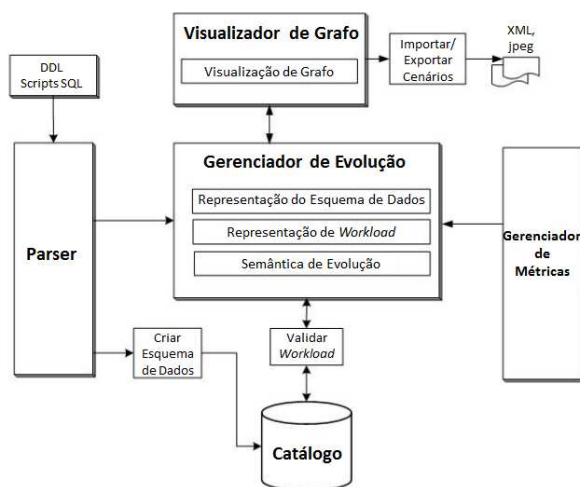 Visualizador de Grafo
Visualização de Grafo
Importar/
Exportar
Cenários
XML,
jpeg
DDL
Scripts SQL
Gerenciador de Evolução
Representação do Esquema de Dados
Representação de Workload
Semântica de Evolução
Parser
Gerenciador
de
Métricas
Criar
Esquema
de Dados
Validar
Workload
Catálogo